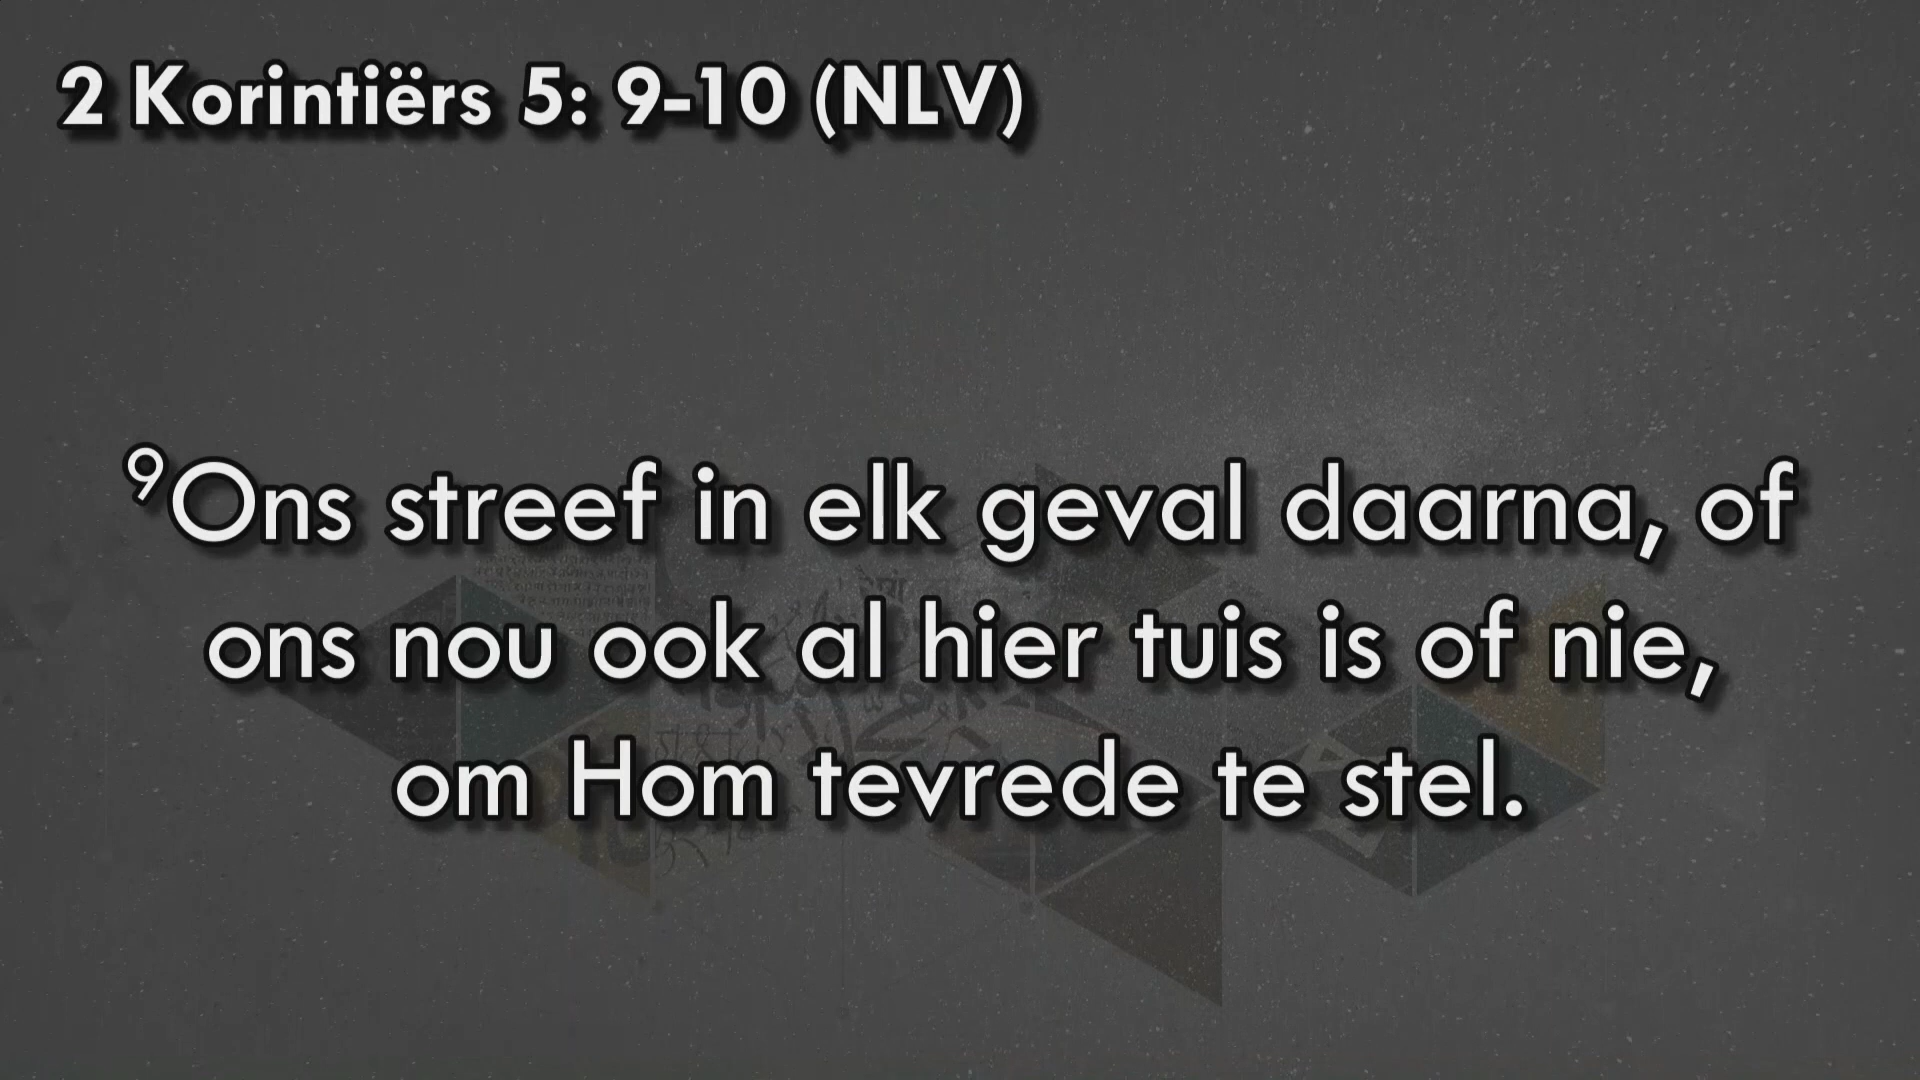 2 Korintiërs 5: 9-10 (NLV)
⁹Ons streef in elk geval daarna, of
ons nou ook al hier tuis is of nie,
om Hom tevrede te stel.